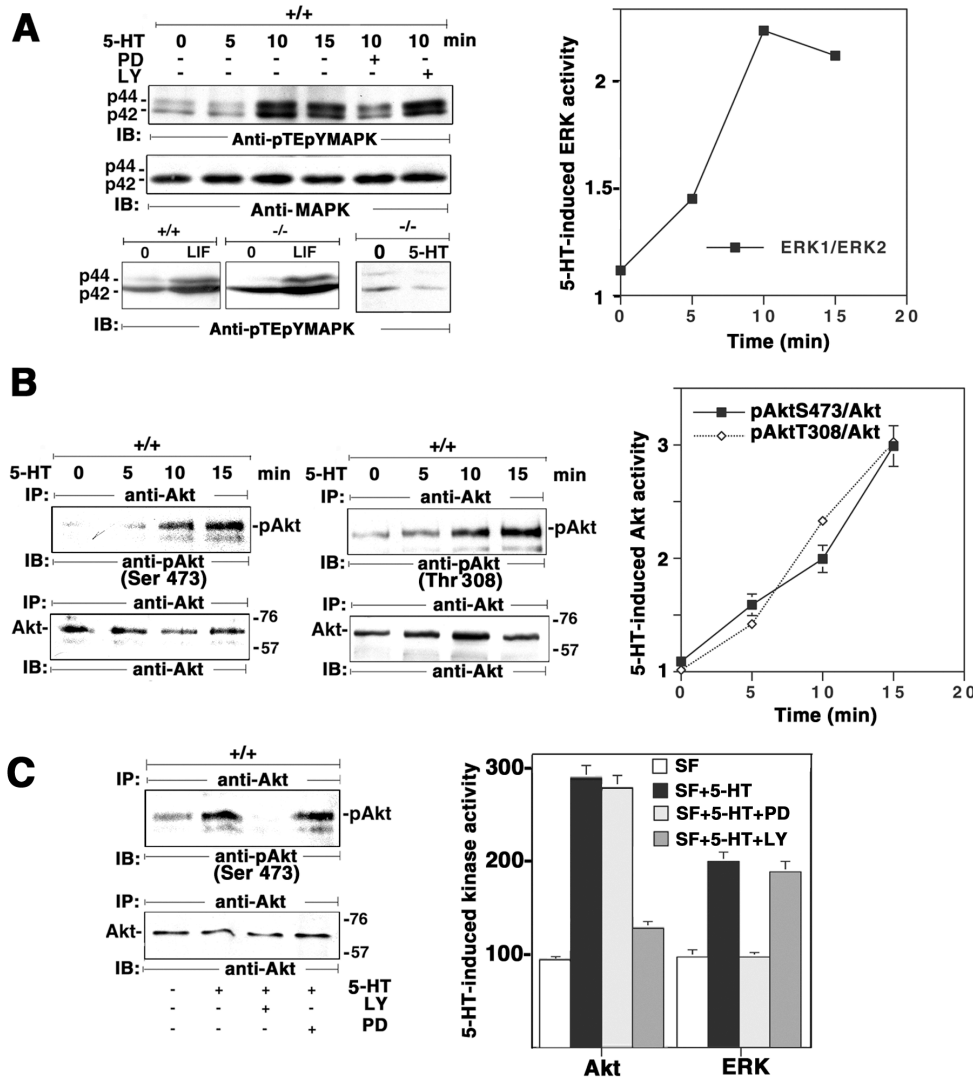 A
+/+
5-HT 0 5 10 15 10 10 min
PD - - - - + -
LY - - - - - +
p44 -
p42 -
IB: Anti-pTEpYMAPK
p44 -
p42 -
IB: Anti-MAPK
+/+ -/- -/-
0 LIF 0 LIF 0 5-HT
p44 -
p42 -
IB: Anti-pTEpYMAPK
5-HT-induced ERK activity
2
1.5
1
ERK1/ERK2
0 5 10 15 20
Time (min)
B
+/+
5-HT 0 5 10 15 min
IP: anti-Akt
-pAkt
IB: anti-pAkt
(Ser 473)
IP: anti-Akt
Akt-
-76
-57
IB: anti-Akt
+/+
5-HT 0 5 10 15 min
IP: anti-Akt
-pAkt
IB: anti-pAkt
(Thr 308)
IP: anti-Akt
Akt-
-76
-57
IB: anti-Akt
5-HT-induced Akt activity
pAktS473/Akt
pAktT308/Akt
3
2
1
0 5 10 15 20
Time (min)
C
+/+
IP: anti-Akt
-pAkt
IB: anti-pAkt
(Ser 473)
IP: anti-Akt
Akt-
-76
-57
IB: anti-Akt
- + + + 5-HT
- - + - LY
- - - + PD
5-HT-induced kinase activity
300
200
100
SF
SF+5-HT
SF+5-HT+PD
SF+5-HT+LY
Akt ERK